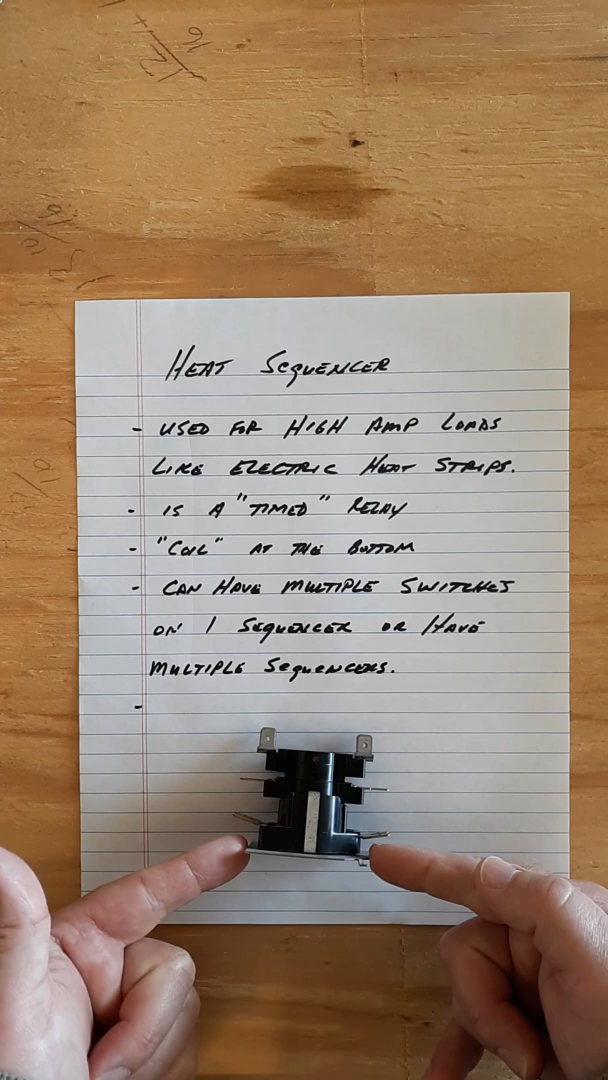 Heat Sequencer
- Used for High Amp Loads
Like Electric Heat Strips.
- is A "Timed" Relay
- "Coil" at the Bottom
- Can Have Multiple Switches
on 1 Sequencer or Have
Multiple Sequencers.
-